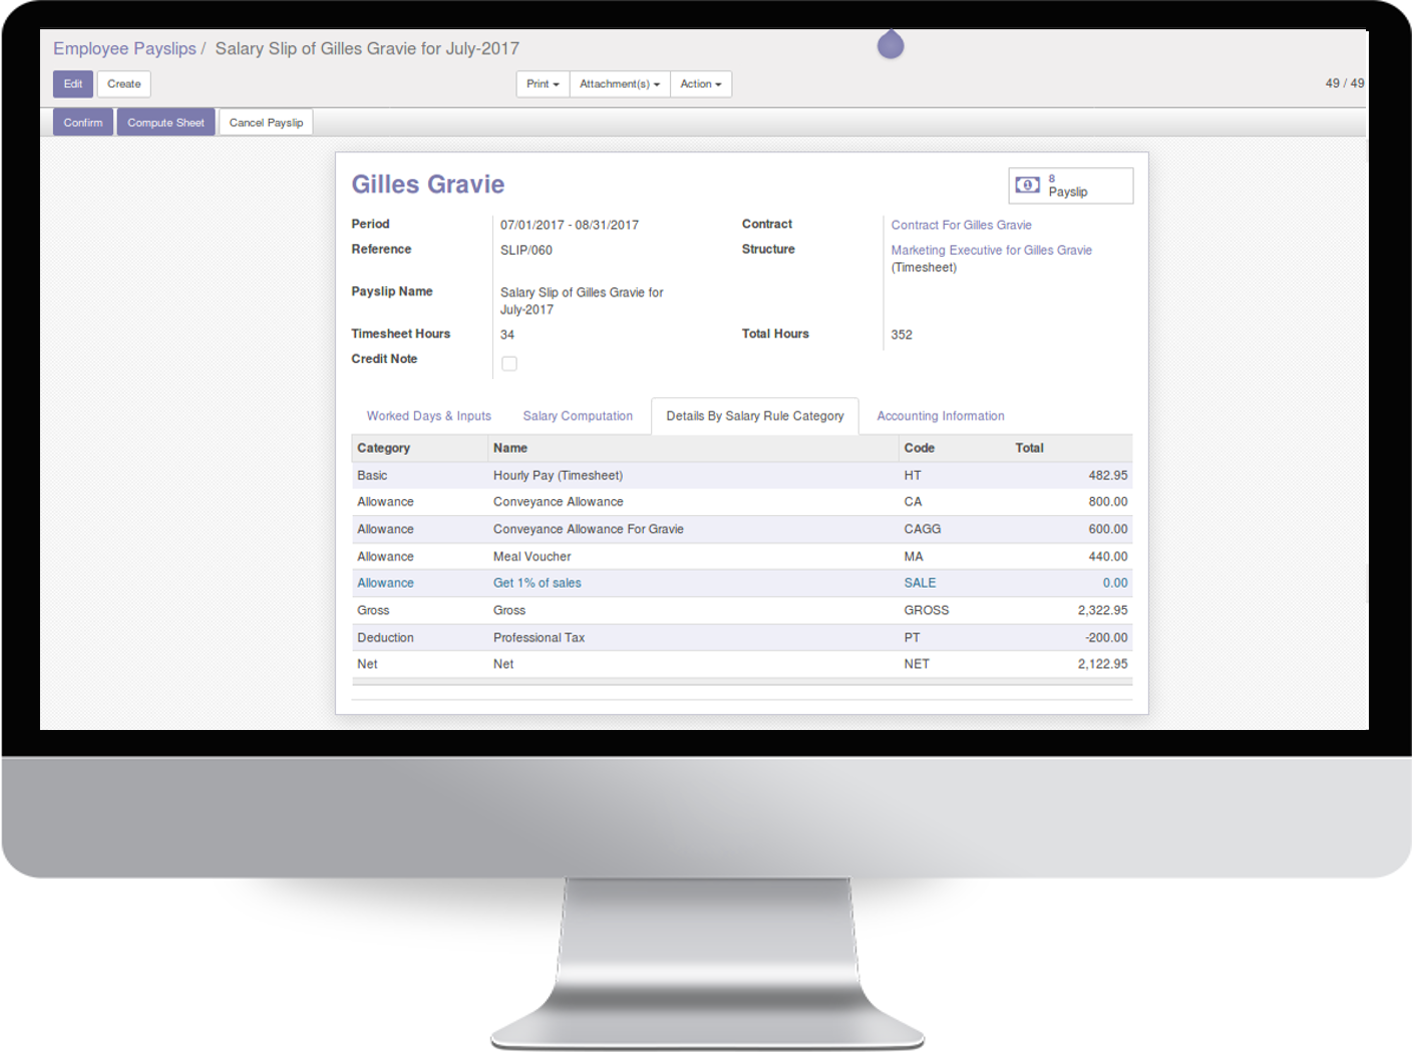 Employee Payslips / Salary Slip of Gilles Gravie for July-2017
Edit Create Print Attachment(s) Action 49 / 49
Confirm Compute Sheet Cancel Payslip
Gilles Gravie
8
Payslip
Period 07/01/2017 - 08/31/2017 Contract Contract For Gilles Gravie
Reference SLIP/060 Structure Marketing Executive for Gilles Gravie
(Timesheet)
Payslip Name Salary Slip of Gilles Gravie for
July-2017
Timesheet Hours 34 Total Hours 352
Credit Note
Worked Days & Inputs Salary Computation Details By Salary Rule Category Accounting Information
Category Name Code Total
Basic Hourly Pay (Timesheet) HT 482.95
Allowance Conveyance Allowance CA 800.00
Allowance Conveyance Allowance For Gravie CAGG 600.00
Allowance Meal Voucher MA 440.00
Allowance Get 1% of sales SALE 0.00
Gross Gross GROSS 2,322.95
Deduction Professional Tax PT -200.00
Net Net NET 2,122.95